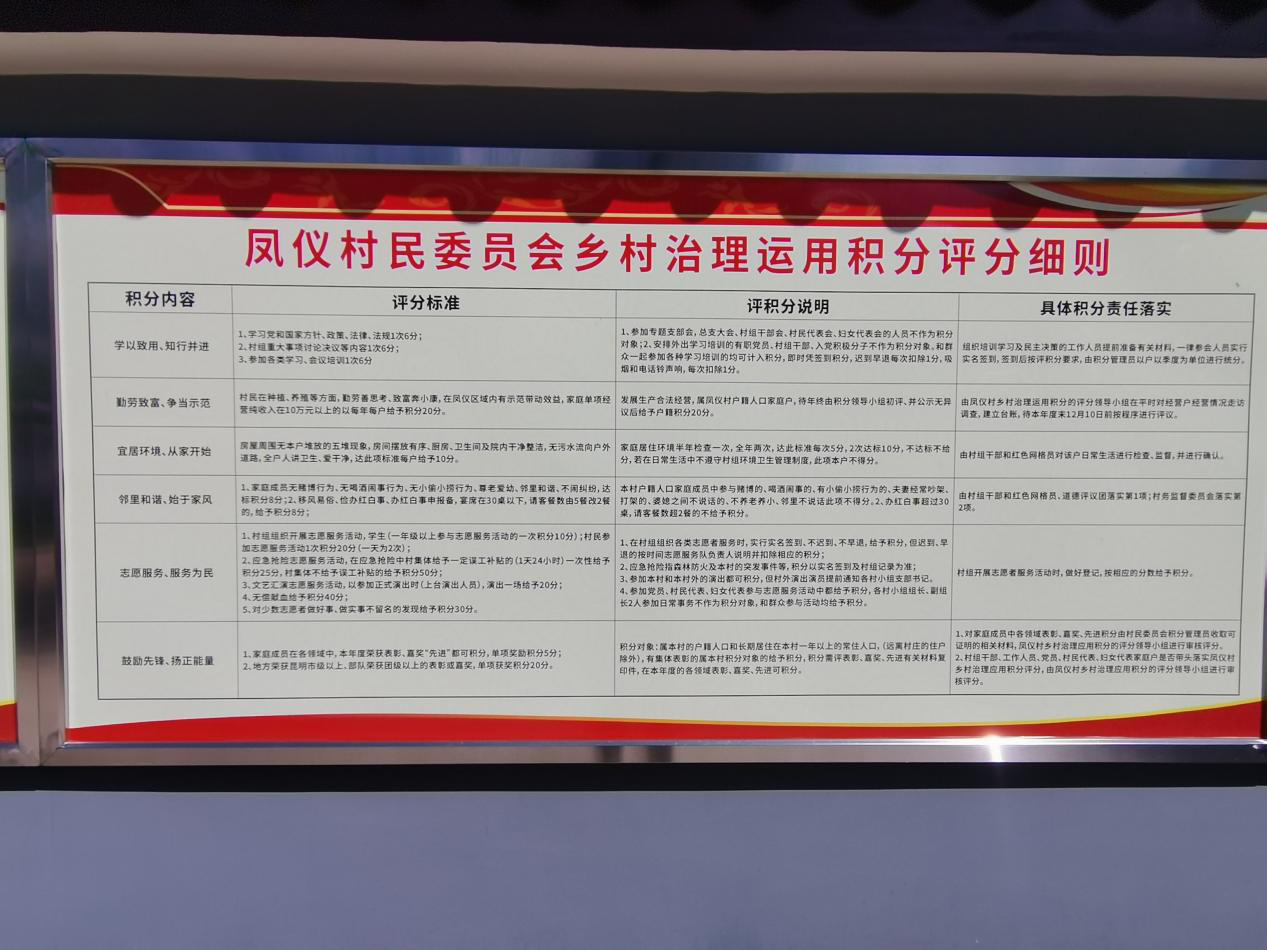 凤仪村民委员会乡村治理运用积分评分细则
积分内容
评分标准
评积分说明
具体积分责任落实
学以致用、知行并进
1、学习党和国家方针、政策、法律、法规1次6分；
2、村组重大事项讨论决议等内容1次6分；
3、参加各类学习、会议培训1次6分
1、参加专题支部会，总支大会、村组干部会、村民代表会、妇女代表会的人员不作为积分
对象；2、安排外出学习培训的有职党员、村组干部、入党积极分子不作为积分对象，和群
众一起参加各种学习培训的均可计入积分，即时凭签到积分，迟到早退每次扣除1分，吸
烟和电话铃声响，每次扣除1分。
组织培训学习及民主决策的工作人员提前准备有关材料，一律参会人员实行
实名签到，签到后按评积分要求，由积分管理员以户以季度为单位进行统分。
勤劳致富、争当示范
村民在种植、养殖等方面，勤劳善思考、致富奔小康，在凤仪区域内有示范带动效益，家庭单项经
营纯收入在10万元以上的以每年每户给予积分20分。
发展生产合法经营，属凤仪村户籍人口家庭户，待年终由积分领导小组初评、并公示无异
议后给予户籍积分20分。
由凤仪村乡村治理运用积分的评分领导小组在平时对经营户经营情况走访
调查，建立台账，待本年度末12月10日前按程序进行评议。
宜居环境、从家开始
房屋周围无本户堆放的五堆现象，房间摆放有序、厨房、卫生间及院内干净整洁，无污水流向户外
道路，全户人讲卫生、爱干净，达此项标准每户给予10分。
家庭居住环境半年检查一次，全年两次，达此标准每次5分，2次达标10分，不达标不给
分，若在日常生活中不遵守村组环境卫生管理制度，此项本户不得分。
由村组干部和红色网格员对该户日常生活进行检查、监督，并进行确认。
邻里和谐、始于家风
1、家庭成员无赌博行为、无喝酒闹事行为、无小偷小捞行为、尊老爱幼、邻里和谐、不闹纠纷，达
标积分8分；2、移风易俗、俭办红白事、办红白事申报备，宴席在30桌以下，请客餐数由5餐改2餐
的，给予积分8分；
本村户籍人口家庭成员中参与赌博的、喝酒闹事的、有小偷小捞行为的、夫妻经常吵架、
打架的、婆媳之间不说话的、不养老养小、邻里不说话此项不得分。2、办红白事超过30
桌，请客餐数超2餐的不给予积分。
由村组干部和红色网格员、道德评议团落实第1项；村务监督委员会落实第
2项。
志愿服务、服务为民
1、村组组织开展志愿服务活动，学生（一年级以上参与志愿服务活动的一次积分10分）；村民参
加志愿服务活动1次积分20分（一天为2次）；
2、应急抢险志愿服务活动，在应急抢险中村集体给予一定误工补贴的（1天24小时）一次性给予
积分25分，村集体不给予误工补贴的给予积分50分；
3、文艺汇演志愿服务活动，以参加正式演出时（上台演出人员），演出一场给予20分；
4、无偿献血给予积分40分；
5、对少数志愿者做好事、做实事不留名的发现给予积分30分。
1、在村组组织各类志愿者服务时，实行实名签到、不迟到、不早退，给予积分，但迟到、早
退的按时间志愿服务队负责人说明并扣除相应的积分；
2、应急抢险指森林防火及本村的突发事件等，积分以实名签到及村组记录为准；
3、参加本村和本村外的演出都可积分，但村外演出演员提前通知各村小组支部书记。
4、参加党员、村民代表、妇女代表参与志愿服务活动中都给予积分，各村小组组长、副组
长2人参加日常事务不作为积分对象，和群众参与活动均给予积分。
村组开展志愿者服务活动时，做好登记，按相应的分数给予积分。
鼓励先锋、扬正能量
1、家庭成员在各领域中，本年度荣获表彰、嘉奖“先进”都可积分，单项奖励积分5分；
2、地方荣获昆明市级以上、部队荣获团级以上的表彰或嘉奖，单项获奖积分20分。
积分对象：属本村的户籍人口和长期居住在本村一年以上的常住人口，（远离村庄的住户
除外），有集体表彰的属本村积分对象的给予积分，积分需评表彰、嘉奖、先进有关材料复
印件，在本年度的各领域表彰、嘉奖、先进可积分。
1、对家庭成员中各领域表彰、嘉奖、先进积分由村民委员会积分管理员收取可
证明的相关材料，凤仪村乡村治理应用积分的评分领导小组进行审核评分。
2、村组干部、工作人员、党员、村民代表、妇女代表家庭户是否带头落实凤仪村
乡村治理应用积分评分，由凤仪村乡村治理应用积分的评分领导小组进行审
核评分。